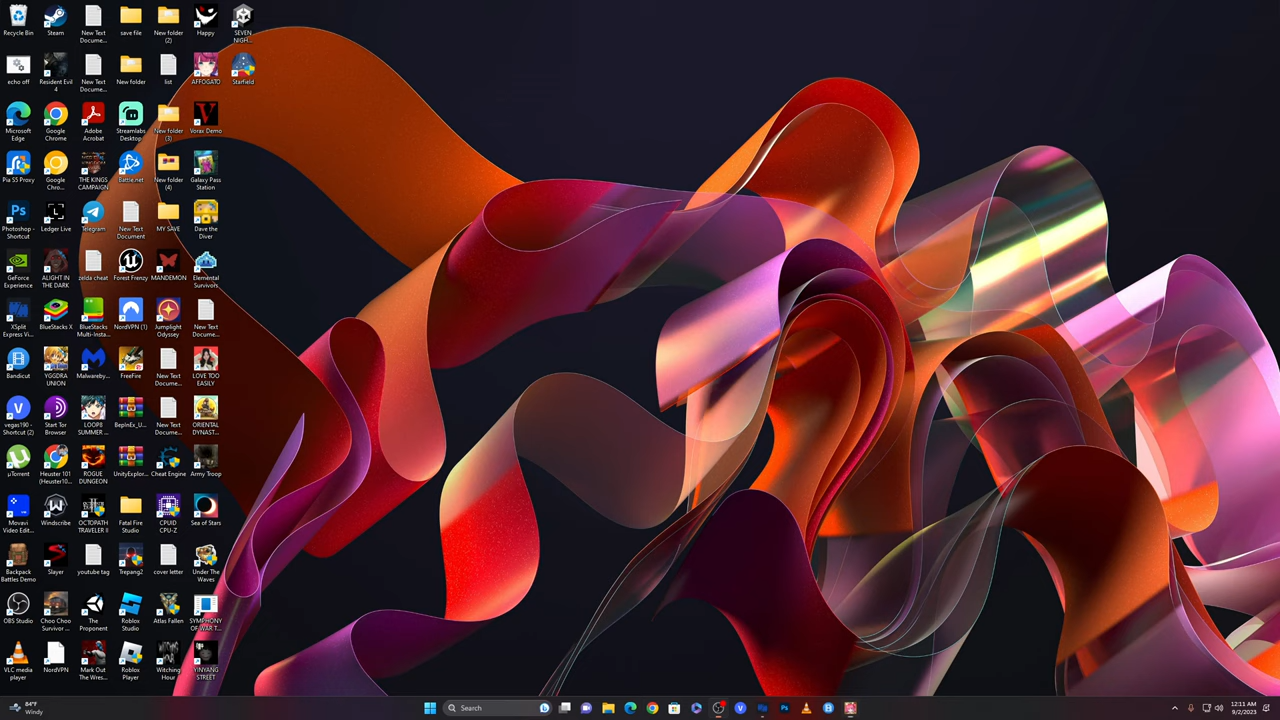 Recycle Bin
Steam
New Text
Docume...
save file
New folder
(2)
Happy
SEVEN
NIGH...
echo off
Resident Evil
4
New Text
Docume...
New folder
list
AFFOGATO
Starfield
Microsoft
Edge
Google
Chrome
Adobe
Acrobat
Streamlabs
Desktop
New folder
(3)
Vorax Demo
Pia S5 Proxy
Google
Chro...
THE KINGS
CAMPAIGN
Battle.net
New folder
(4)
Galaxy Pass
Station
Photoshop -
Shortcut
Ledger Live
Telegram
New Text
Document
MY SAVE
Dave the
Diver
GeForce
Experience
ALIGHT IN
THE DARK
zelda cheat
Forest Frenzy
MANDEMON
Elemental
Survivors
XSplit
Express Vi...
BlueStacks X
BlueStacks
Multi-Insta...
NordVPN (1)
Jumplight
Odyssey
New Text
Docume...
Bandicut
YGGDRA
UNION
Malwareby...
FreeFire
New Text
Docume...
LOVE TOO
EASILY
vegas190 -
Shortcut (2)
Start Tor
Browser
LOOP8
SUMMER ...
BepInEx_U...
New Text
Docume...
ORIENTAL
DYNAST...
µTorrent
Heuster 101
(Heuster10...
ROGUE
DUNGEON
UnityExplor...
Cheat Engine
Army Troop
Movavi
Video Edit...
Windscribe
OCTOPATH
TRAVELER II
Fatal Fire
Studio
CPUID
CPU-Z
Sea of Stars
Backpack
Battles Demo
Slayer
youtube tag
Trepang2
cover letter
Under The
Waves
OBS Studio
Choo Choo
Survivor ...
The
Proponent
Roblox
Studio
Atlas Fallen
SYMPHONY
OF WAR T...
VLC media
player
NordVPN
Mark Out
The Wres...
Roblox
Player
Witching
Hour
YINYANG
STREET
84°F
Windy
Search
12:11 AM
9/2/2023